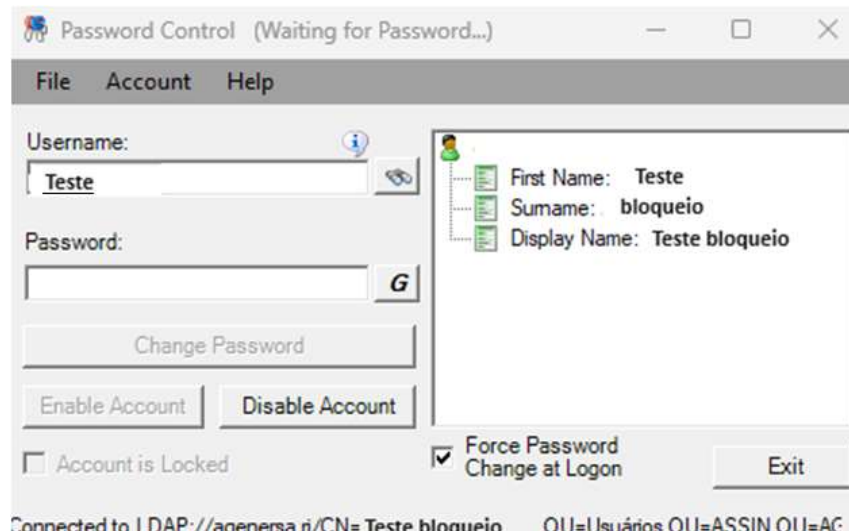 Password Control (Waiting for Password...)
File Account Help
Username:
Teste
Password:
G
Change Password
Enable Account Disable Account
Account is Locked
First Name: Teste
Surname: bloqueio
Display Name: Teste bloqueio
Force Password
Change at Logon
Exit
Connected to LDAP://agenersa.rj/CN= Teste bloqueio OU=Usuários,OU=ASSIN,OU=AG